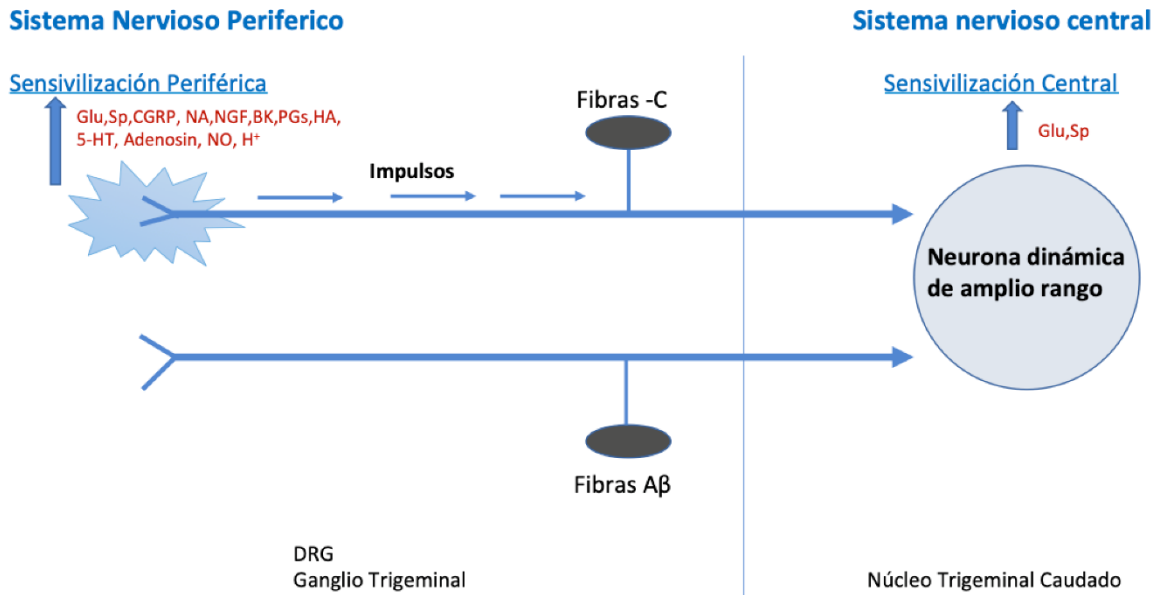 Sistema Nervioso Periferico
Sistema nervioso central
Sensivilización Periférica
Glu,Sp,CGRP, NA,NGF,BK,PGs,HA,
5-HT, Adenosin, NO, H⁺
Fibras -C
Sensivilización Central
Glu,Sp
Impulsos
Neurona dinámica
de amplio rango
Fibras Aβ
DRG
Ganglio Trigeminal
Núcleo Trigeminal Caudado